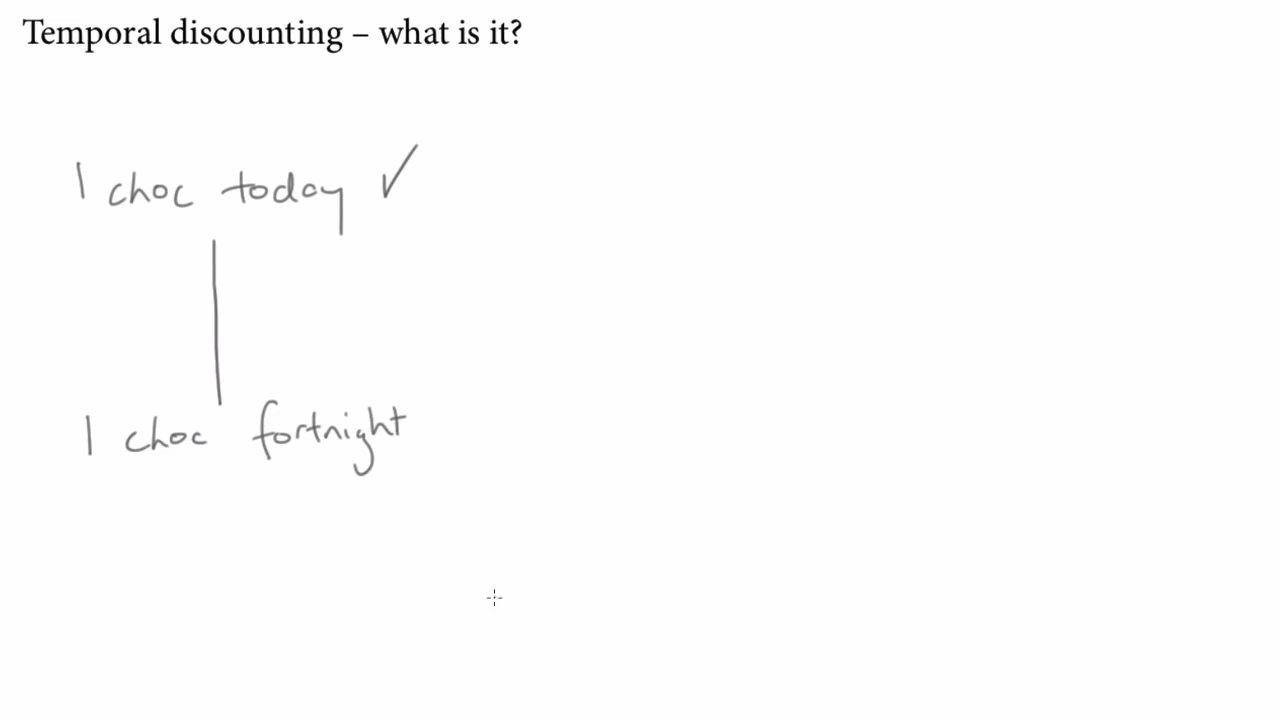 Temporal discounting – what is it?
1 choc today ✓
1 choc fortnight